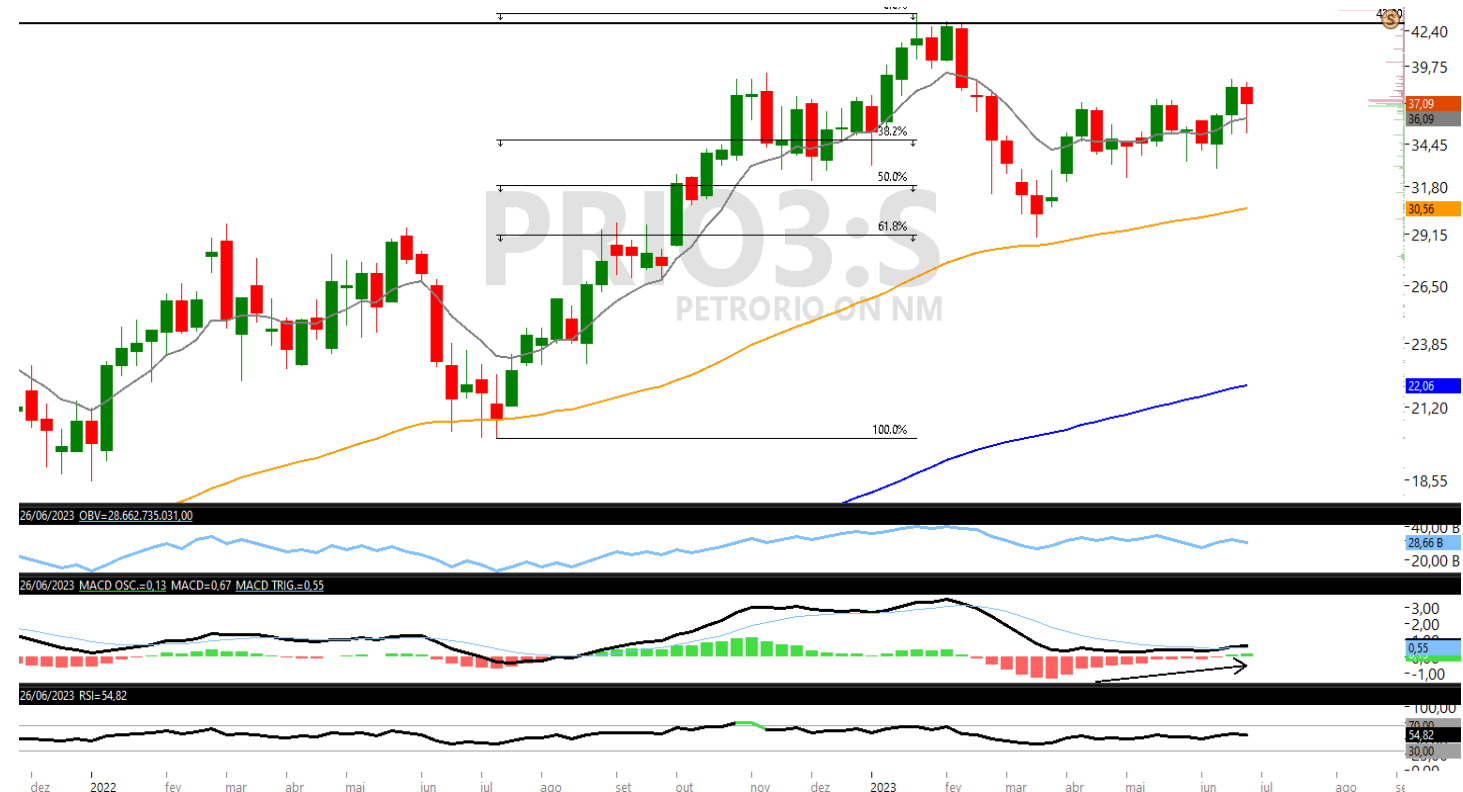 42,40
39,75
37,09
36,09
38.2%
34,45
50.0%
31,80
30,56
61.8%
29,15
PRIO3:S
PETRORIO ON NM
26,50
23,85
22,06
21,20
100.0%
18,55
26/06/2023 OBV=28.662.735.031,00
40,00 B
28,66 B
20,00 B
26/06/2023 MACD OSC.=0,13 MACD=0,67 MACD TRIG.=0,55
3,00
2,00
0,55
-1,00
26/06/2023 RSI=54,82
100,00
70,00
54,82
30,00
dez 2022 fev mar abr mai jun jul ago set out nov dez 2023 fev mar abr mai jun jul ago se